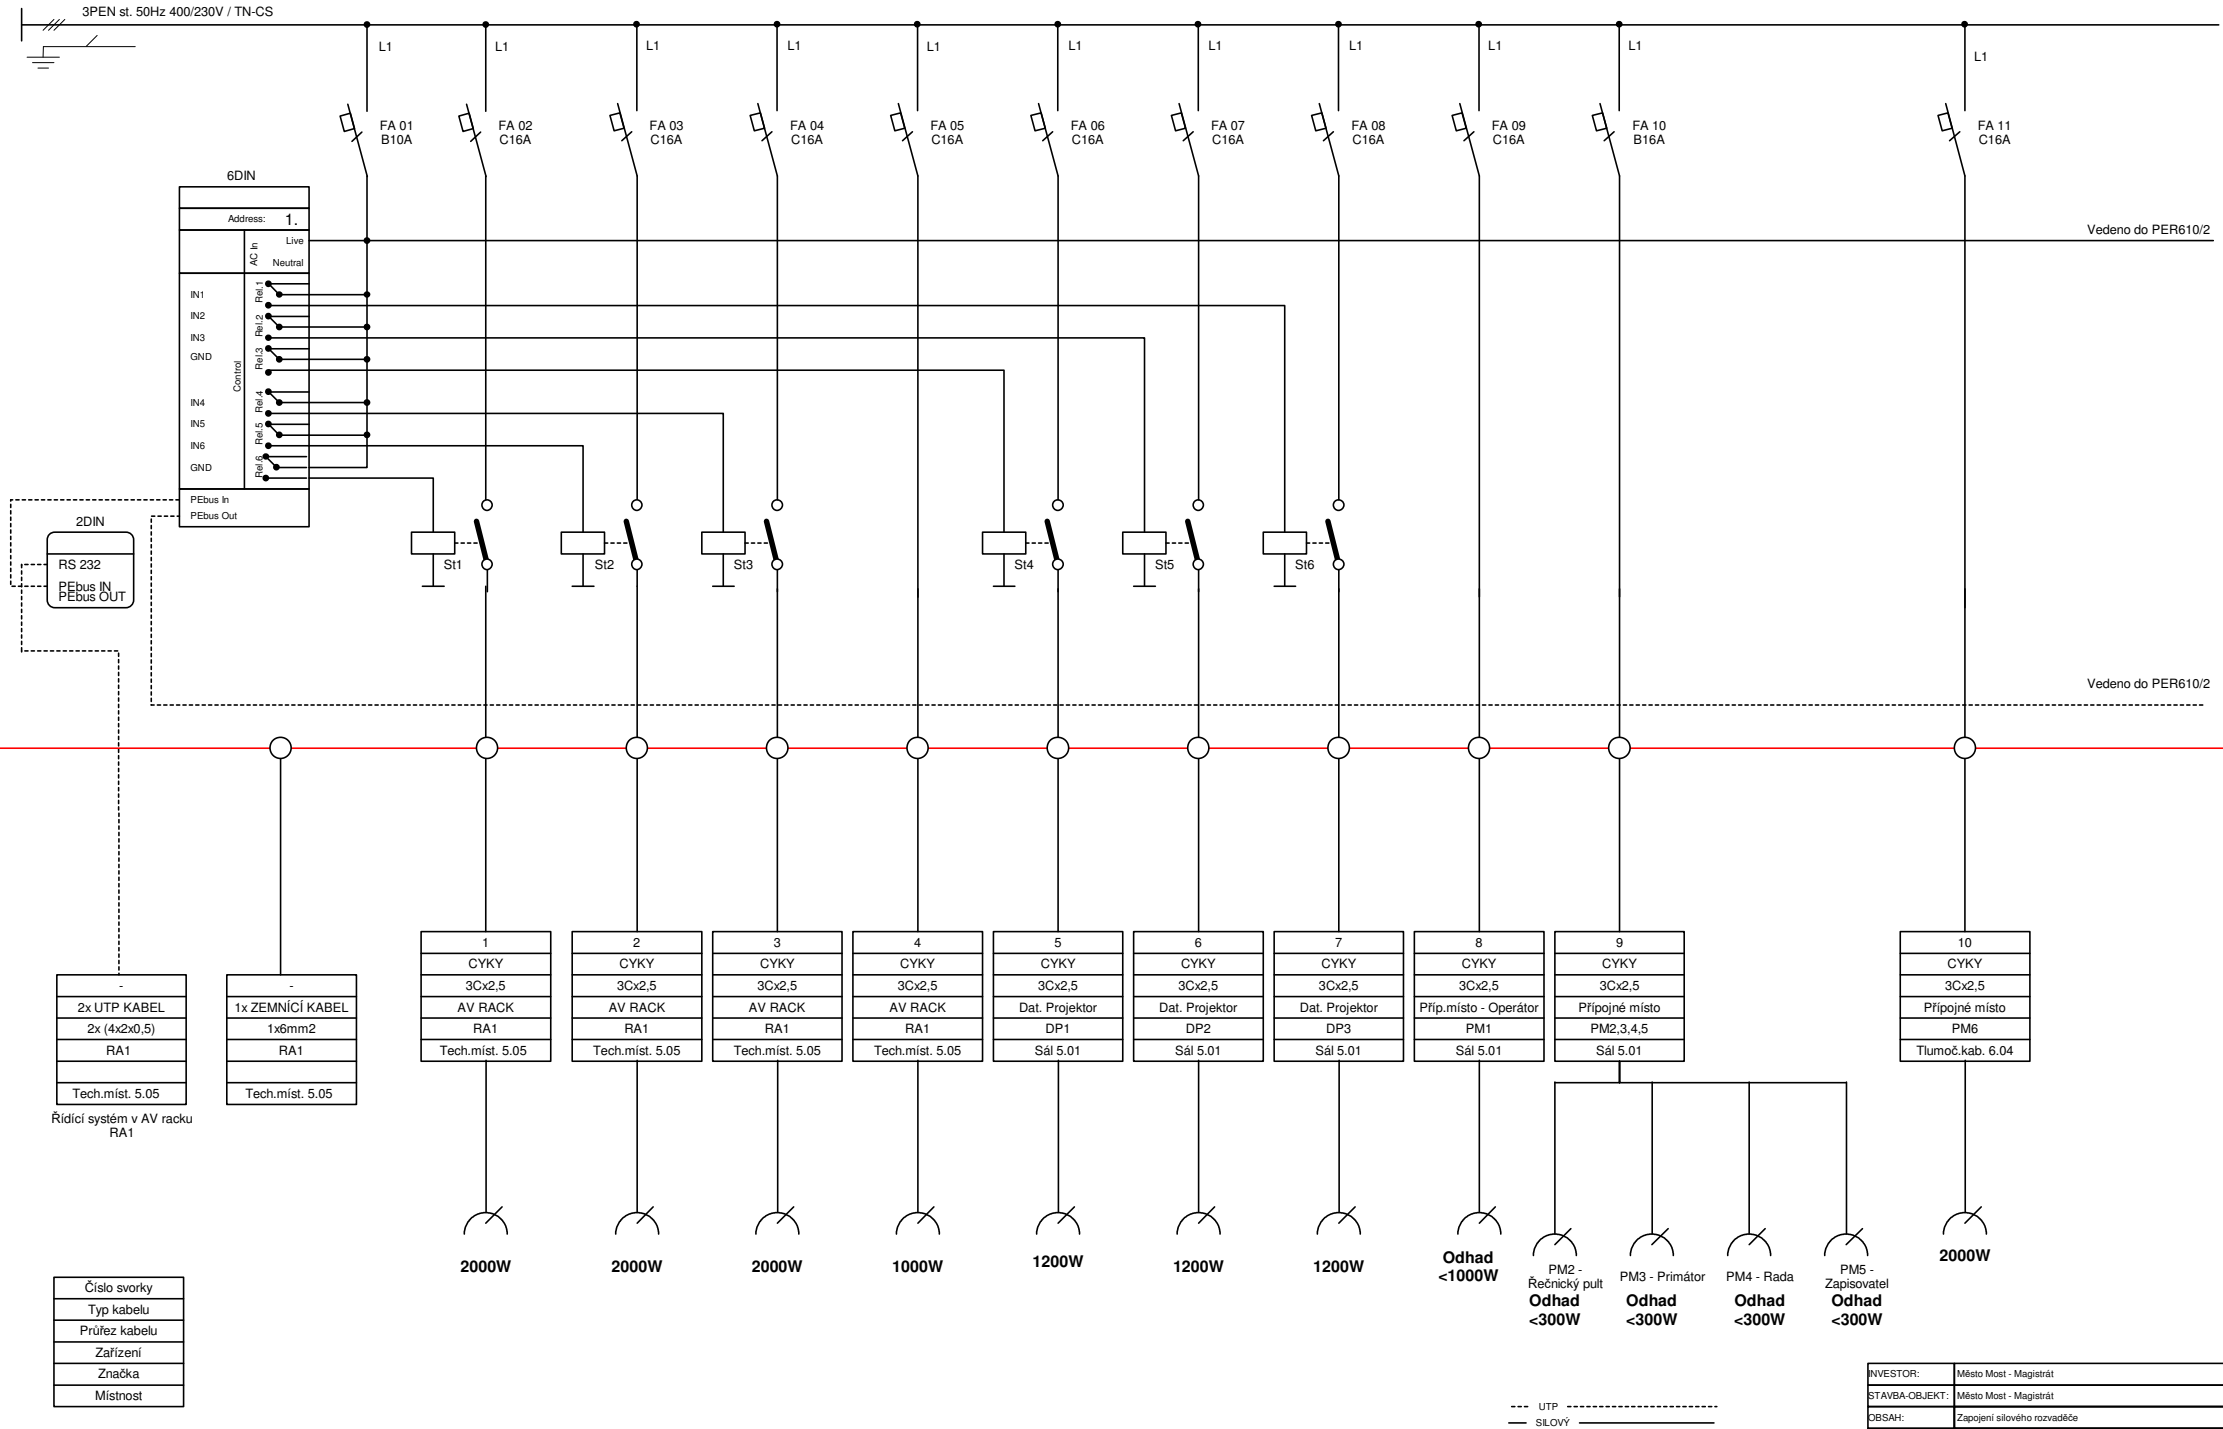 3PEN st. 50Hz 400/230V / TN-CS
L1 L1 L1 L1 L1 L1 L1 L1 L1 L1 L1
FA 01 FA 02 FA 03 FA 04 FA 05 FA 06 FA 07 FA 08 FA 09 FA 10 FA 11
B10A C16A C16A C16A C16A C16A C16A C16A C16A B16A C16A
6DIN
Address: 1.
AC In
Live
Neutral
Vedeno do PER610/2
Control
IN1 Rel.1
IN2 Rel.2
IN3 Rel.3
GND
IN4 Rel.4
IN5 Rel.5
IN6 Rel.6
GND
PEbus In
PEbus Out
2DIN
RS 232
PEbus IN
PEbus OUT
St1 St2 St3 St4 St5 St6
Vedeno do PER610/2
-
2x UTP KABEL
2x (4x2x0,5)
RA1
Tech.míst. 5.05
Řídící systém v AV racku
RA1
-
1x ZEMNÍCÍ KABEL
1x6mm2
RA1
Tech.míst. 5.05
1
CYKY
3Cx2,5
AV RACK
RA1
Tech.míst. 5.05
2000W
2
CYKY
3Cx2,5
AV RACK
RA1
Tech.míst. 5.05
2000W
3
CYKY
3Cx2,5
AV RACK
RA1
Tech.míst. 5.05
2000W
4
CYKY
3Cx2,5
AV RACK
RA1
Tech.míst. 5.05
1000W
5
CYKY
3Cx2,5
Dat. Projektor
DP1
Sál 5.01
1200W
6
CYKY
3Cx2,5
Dat. Projektor
DP2
Sál 5.01
1200W
7
CYKY
3Cx2,5
Dat. Projektor
DP3
Sál 5.01
1200W
8
CYKY
3Cx2,5
Příp.místo - Operátor
PM1
Sál 5.01
Odhad
<1000W
9
CYKY
3Cx2,5
Přípojné místo
PM2,3,4,5
Sál 5.01
PM2 -
Řečnický pult
Odhad
<300W
PM3 - Primátor
Odhad
<300W
PM4 - Rada
Odhad
<300W
PM5 -
Zapisovatel
Odhad
<300W
10
CYKY
3Cx2,5
Přípojné místo
PM6
Tlumoč.kab. 6.04
2000W
Číslo svorky
Typ kabelu
Průřez kabelu
Zařízení
Značka
Místnost
UTP
SILOVÝ
INVESTOR: Město Most - Magistrát
STAVBA-OBJEKT: Město Most - Magistrát
OBSAH: Zapojení silového rozvaděče